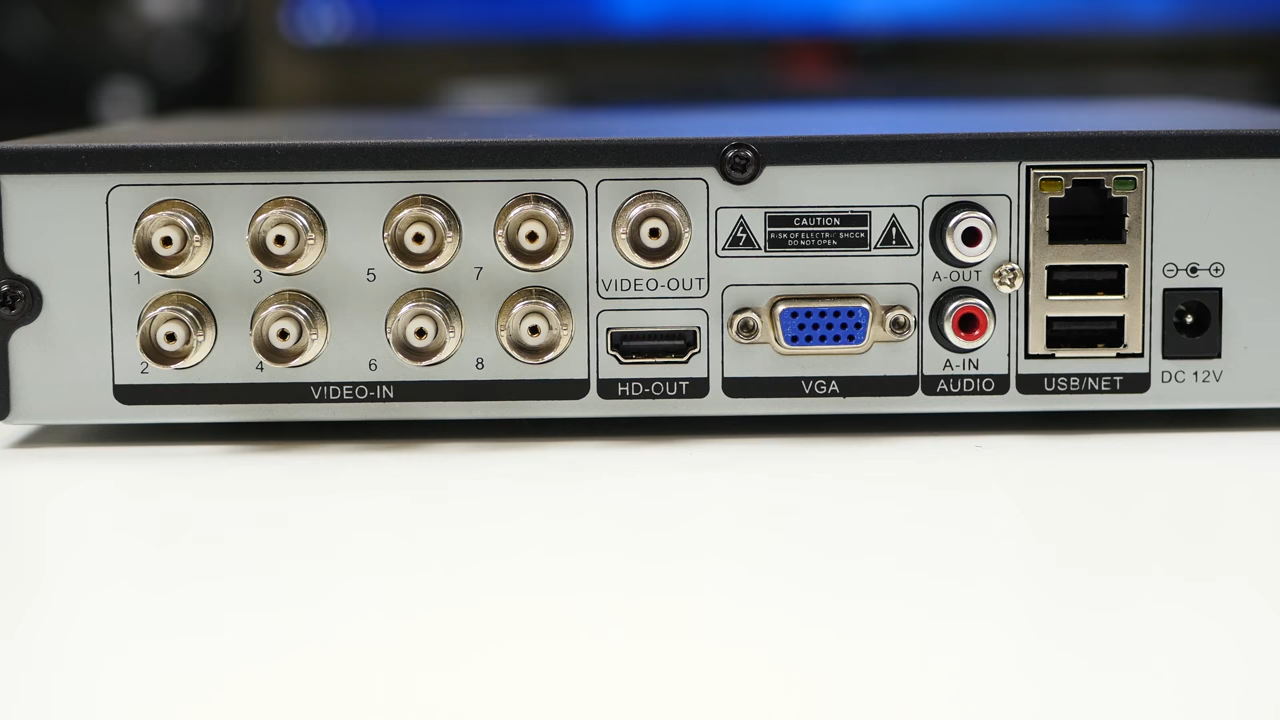 1 3 5 7
2 4 6 8
VIDEO-IN
VIDEO-OUT
HD-OUT
CAUTION
RISK OF ELECTRIC SHOCK
DO NOT OPEN
VGA
A-OUT
A-IN
AUDIO
USB/NET
DC 12V